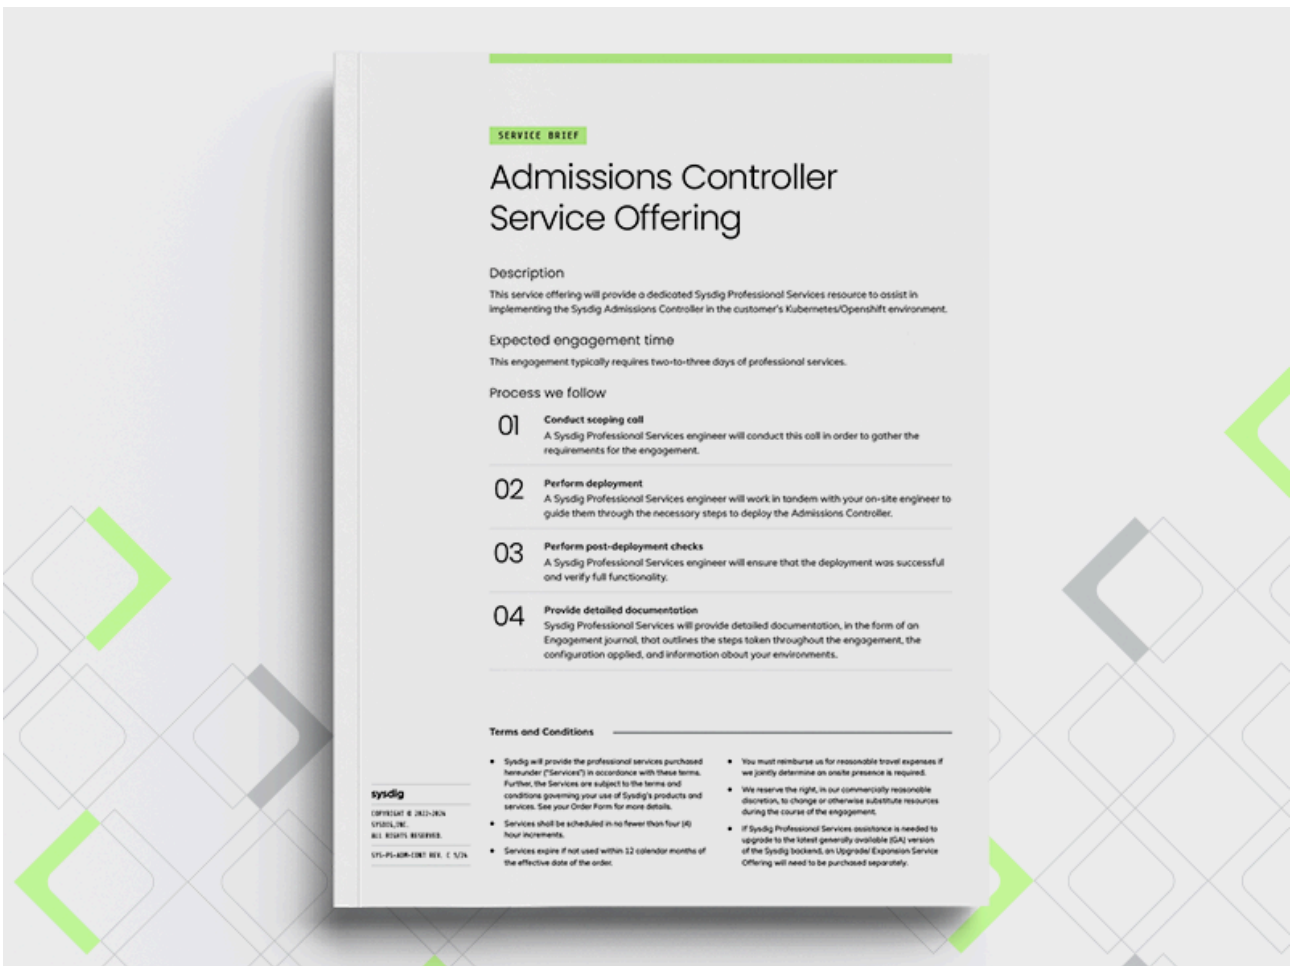 SERVICE BRIEF
Admissions Controller
Service Offering
Description
This service offering will provide a dedicated Sysdig Professional Services resource to assist in
implementing the Sysdig Admissions Controller in the customer's Kubernetes/Openshift environment.
Expected engagement time
This engagement typically requires two-to-three days of professional services.
Process we follow
01
Conduct scoping call
A Sysdig Professional Services engineer will conduct this call in order to gather the
requirements for the engagement.
02
Perform deployment
A Sysdig Professional Services engineer will work in tandem with your on-site engineer to
guide them through the necessary steps to deploy the Admissions Controller.
03
Perform post-deployment checks
A Sysdig Professional Services engineer will ensure that the deployment was successful
and verify full functionality.
04
Provide detailed documentation
Sysdig Professional Services will provide detailed documentation, in the form of an
Engagement journal, that outlines the steps taken throughout the engagement, the
configuration applied, and information about your environments.
Terms and Conditions
• Sysdig will provide the professional services purchased
hereunder ("Services") in accordance with these terms.
Further, the Services are subject to the terms and
conditions governing your use of Sysdig's products and
services. See your Order Form for more details.
• Services shall be scheduled in no fewer than four (4)
hour increments.
• Services expire if not used within 12 calendar months of
the effective date of the order.
• You must reimburse us for reasonable travel expenses if
we jointly determine an onsite presence is required.
• We reserve the right, in our commercially reasonable
discretion, to change or otherwise substitute resources
during the course of the engagement.
• If Sysdig Professional Services assistance is needed to
upgrade to the latest generally available (GA) version
of the Sysdig backend, an Upgrade/ Expansion Service
Offering will need to be purchased separately.
sysdig
COPYRIGHT © 2022-2024
SYSDIG,INC.
ALL RIGHTS RESERVED.
SYS-PS-ADM-CONT REV. C 5/24